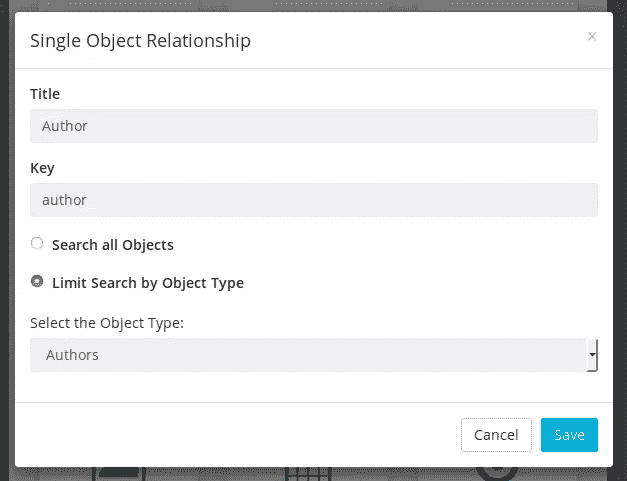 Single Object Relationship
×
Title
Author
Key
author
Search all Objects
Limit Search by Object Type
Select the Object Type:
Authors
Cancel Save